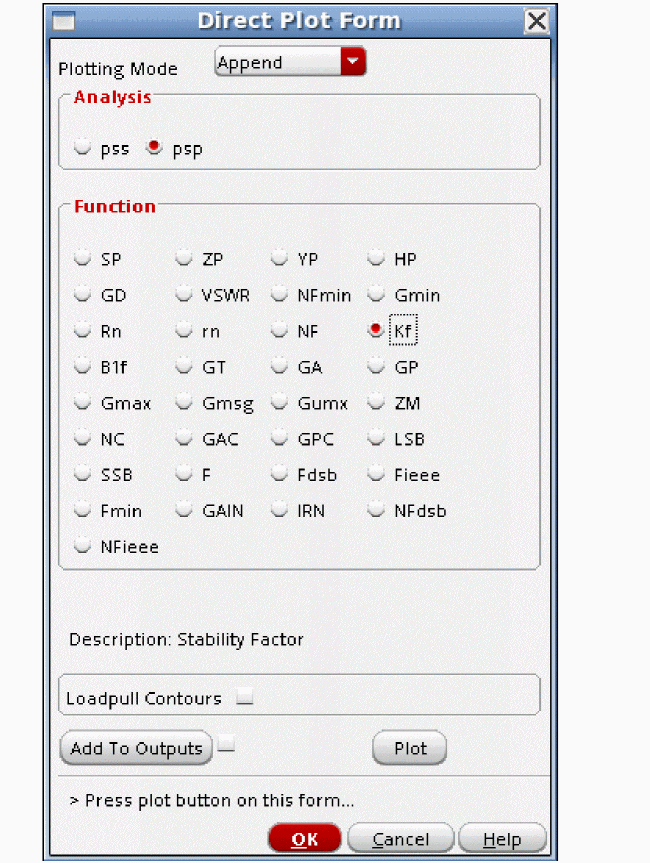 Direct Plot Form
Plotting Mode Append
Analysis
pss psp
Function
SP ZP YP HP
GD VSWR NFmin Gmin
Rn rn NF Kf
B1f GT GA GP
Gmax Gmsg Gumx ZM
NC GAC GPC LSB
SSB F Fdsb Fieee
Fmin GAIN IRN NFdsb
NFieee
Description: Stability Factor
Loadpull Contours
Add To Outputs Plot
> Press plot button on this form...
OK Cancel Help